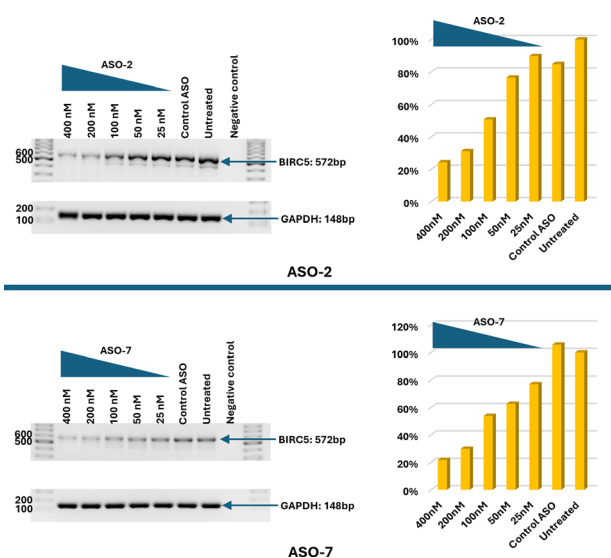 ASO-2
400 nM
200 nM
100 nM
50 nM
25 nM
Control ASO
Untreated
Negative control
600
500
BIRC5: 572bp
200
100
GAPDH: 148bp
ASO-2
100%
80%
60%
40%
20%
0%
400nM
200nM
100nM
50nM
25nM
Control ASO
Untreated
ASO-2
ASO-7
400 nM
200 nM
100 nM
50 nM
25 nM
Control ASO
Untreated
Negative control
600
500
BIRC5: 572bp
200
100
GAPDH: 148bp
ASO-7
120%
100%
80%
60%
40%
20%
0%
400nM
200nM
100nM
50nM
25nM
Control ASO
Untreated
ASO-7